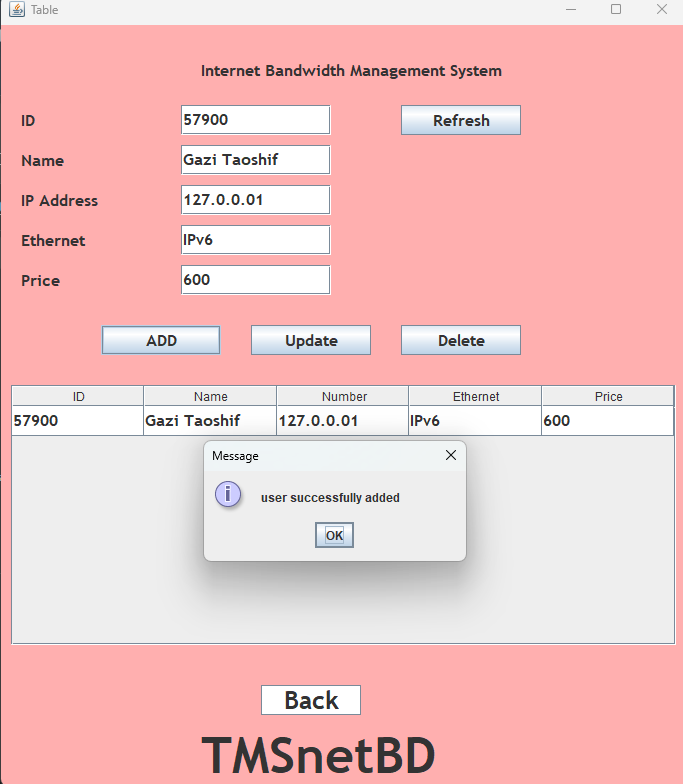 Table
Internet Bandwidth Management System
ID 57900 Refresh
Name Gazi Taoshif
IP Address 127.0.0.01
Ethernet IPv6
Price 600
ADD Update Delete
ID Name Number Ethernet Price
57900 Gazi Taoshif 127.0.0.01 IPv6 600
Message
i user successfully added
OK
Back
TMSnetBD